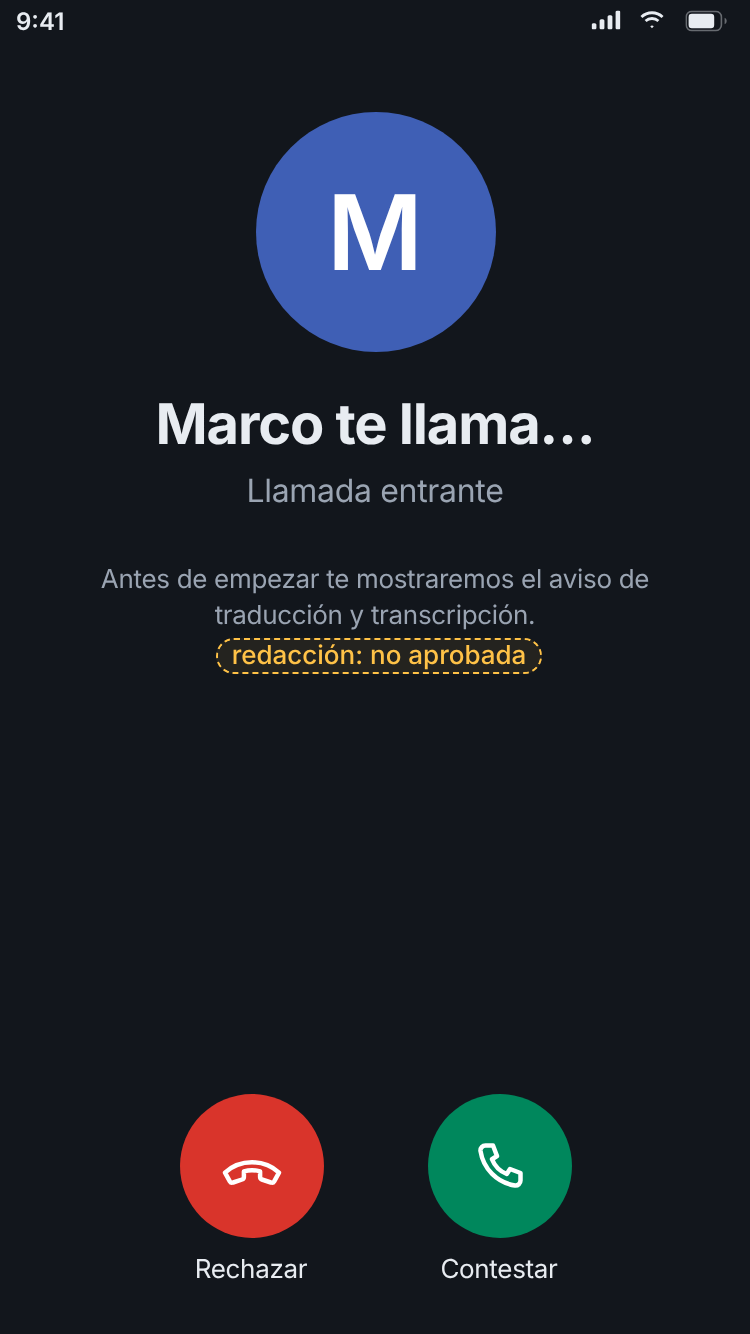 9:41
M
Marco te llama...
Llamada entrante
Antes de empezar te mostraremos el aviso de
traducción y transcripción.
redacción: no aprobada
Rechazar
Contestar